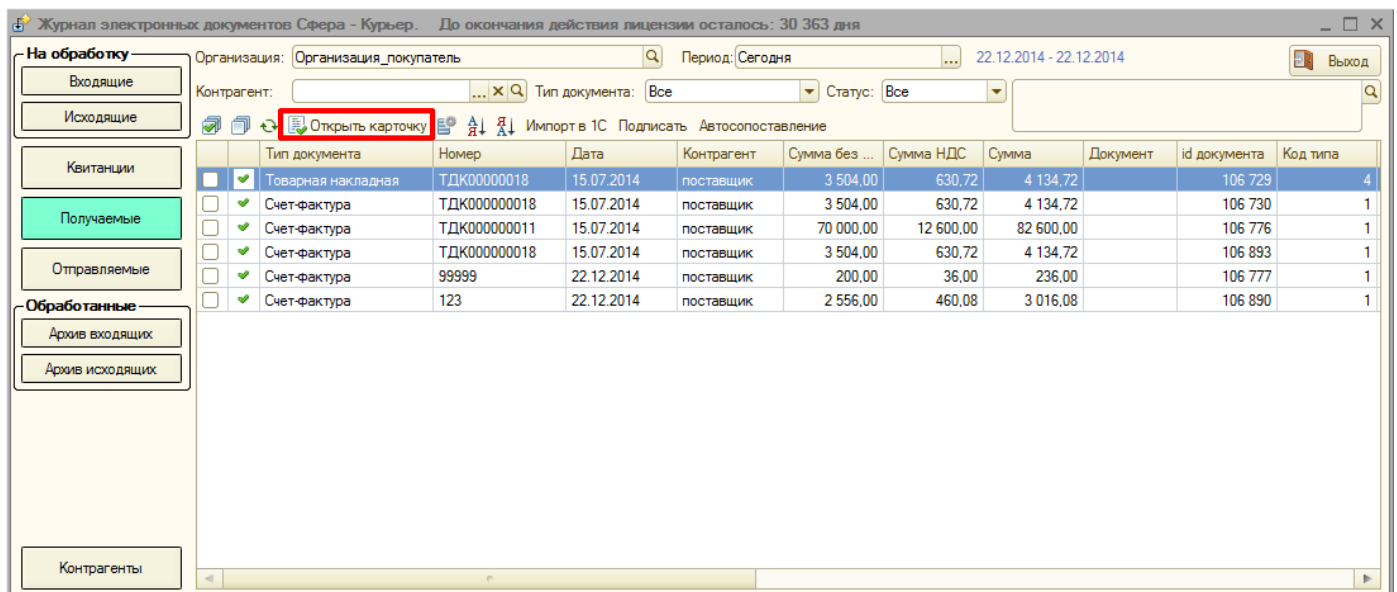 Журнал электронных документов Сфера - Курьер. До окончания действия лицензии осталось: 30 363 дня
На обработку
Входящие
Исходящие
Квитанции
Получаемые
Отправляемые
Обработанные
Архив входящих
Архив исходящих
Контрагенты
Организация: Организация_покупатель Период: Сегодня ... 22.12.2014 - 22.12.2014 Выход
Контрагент: ... Тип документа: Все Статус: Все
Открыть карточку Импорт в 1С Подписать Автосопоставление
Тип документа Номер Дата Контрагент Сумма без ... Сумма НДС Сумма Документ id документа Код типа
Товарная накладная ТДК00000018 15.07.2014 поставщик 3 504,00 630,72 4 134,72 106 729 4
Счет-фактура ТДК000000018 15.07.2014 поставщик 3 504,00 630,72 4 134,72 106 730 1
Счет-фактура ТДК000000011 15.07.2014 поставщик 70 000,00 12 600,00 82 600,00 106 776 1
Счет-фактура ТДК000000018 15.07.2014 поставщик 3 504,00 630,72 4 134,72 106 893 1
Счет-фактура 99999 22.12.2014 поставщик 200,00 36,00 236,00 106 777 1
Счет-фактура 123 22.12.2014 поставщик 2 556,00 460,08 3 016,08 106 890 1